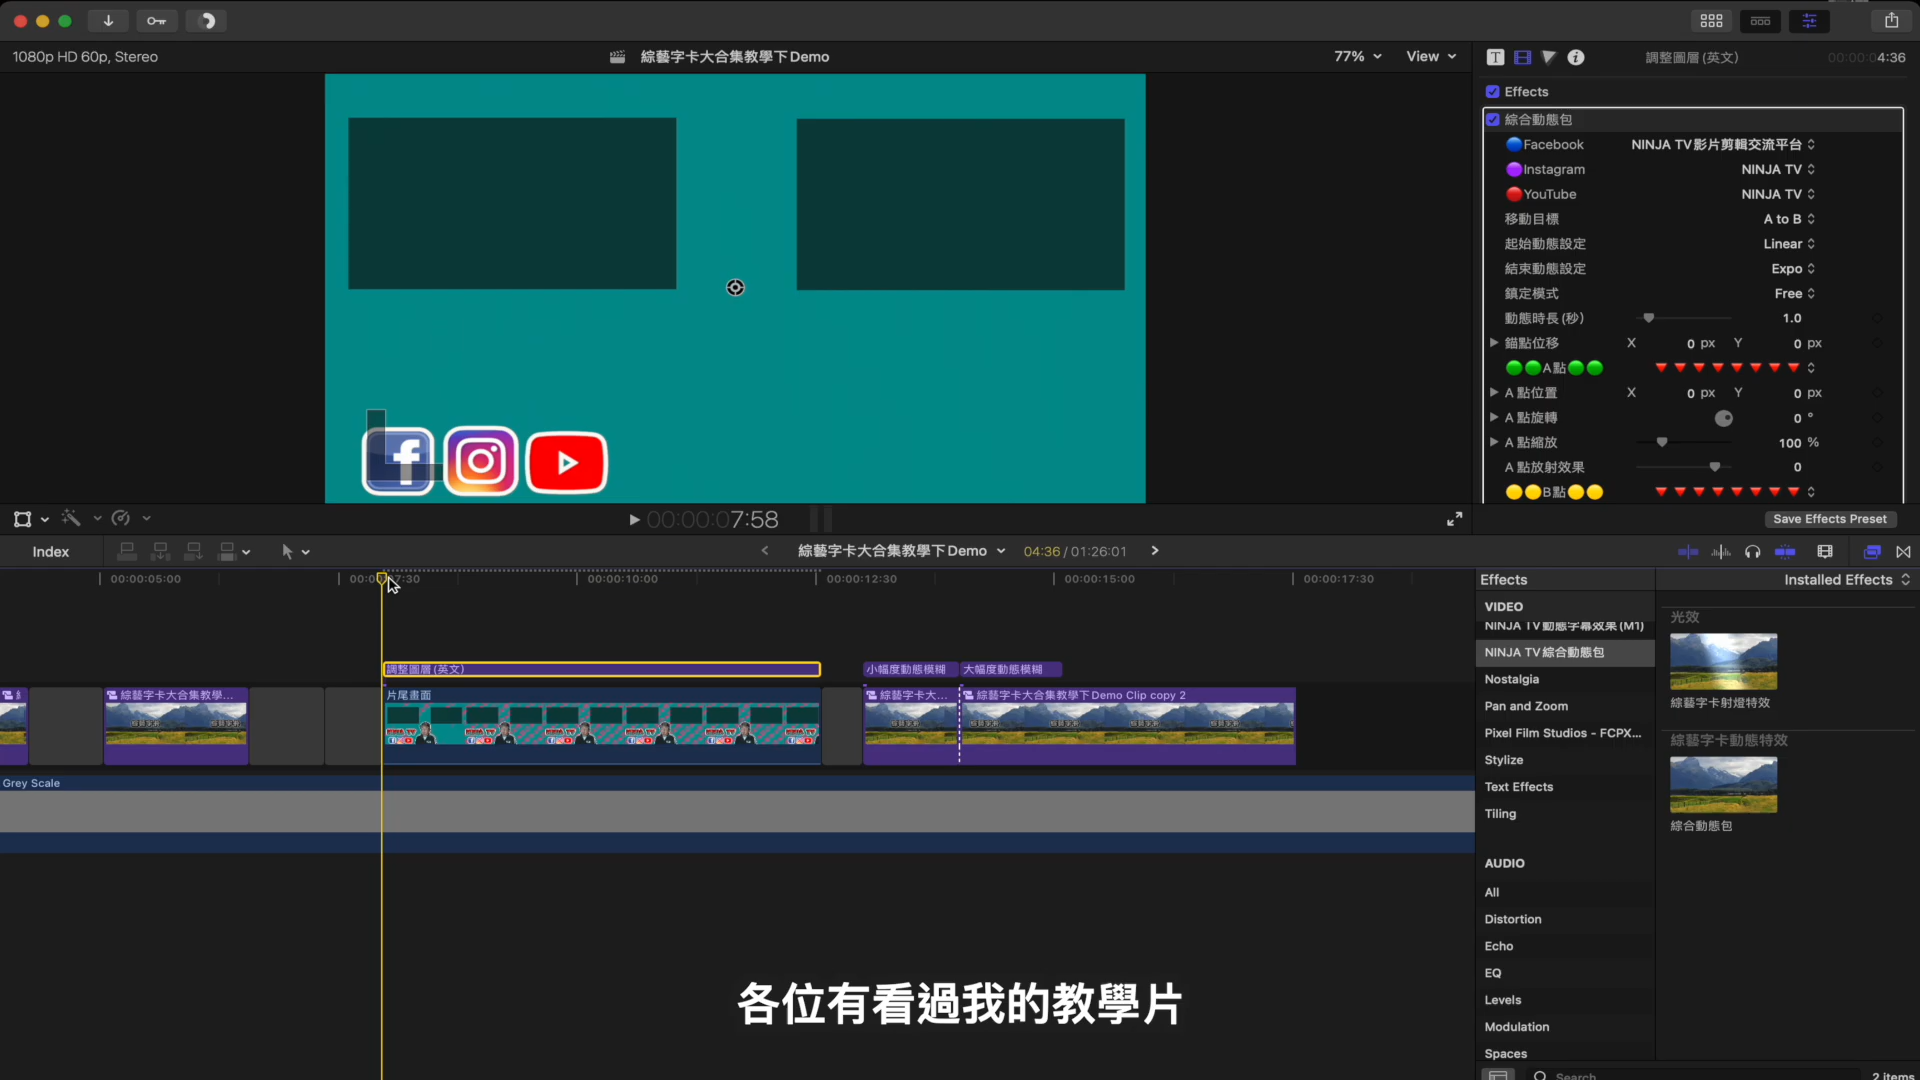 1080p HD 60p, Stereo
綜藝字卡大合集教學下Demo
77%
View
調整圖層(英文)
00:00:04:36
Effects
綜合動態包
Facebook NINJA TV影片剪輯交流平台
Instagram NINJA TV
YouTube NINJA TV
移動目標 A to B
起始動態設定 Linear
結束動態設定 Expo
鎖定模式 Free
動態時長(秒) 1.0
錨點位移 X 0 px Y 0 px
A點
A 點位置 X 0 px Y 0 px
A 點旋轉 0 °
A 點縮放 100 %
A 點放射效果 0
B點
00:00:07:58
Save Effects Preset
Index
綜藝字卡大合集教學下Demo
04:36 / 01:26:01
00:00:05:00
00:00:10:00
00:00:12:30
00:00:15:00
00:00:17:30
調整圖層(英文)
小幅度動態模糊
大幅度動態模糊
綜藝字卡大合集教學...
片尾畫面
綜藝字卡大...
綜藝字卡大合集教學下Demo Clip copy 2
Grey Scale
Effects
Installed Effects
VIDEO
NINJA TV動態字幕效果(M1)
NINJA TV綜合動態包
Nostalgia
Pan and Zoom
Pixel Film Studios - FCPX...
Stylize
Text Effects
Tiling
AUDIO
All
Distortion
Echo
EQ
Levels
Modulation
Spaces
光效
綜藝字卡射燈特效
綜藝字卡動態特效
綜合動態包
Search
2 items
各位有看過我的教學片